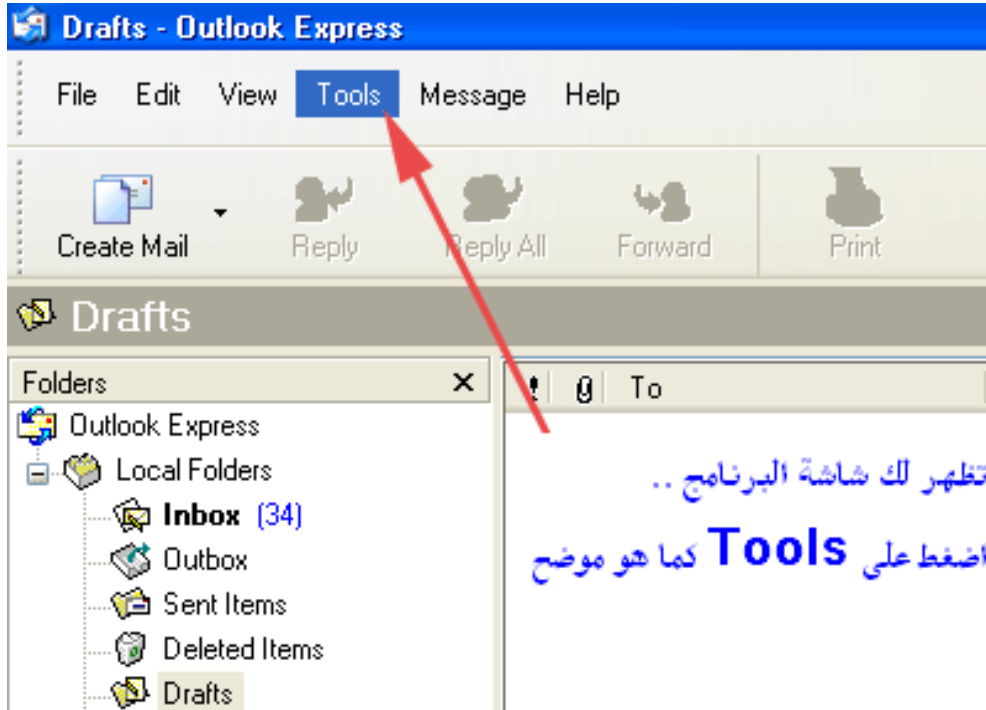 Drafts - Outlook Express
File Edit View Tools Message Help
Create Mail Reply Reply All Forward Print
Drafts
Folders
! To
Outlook Express
Local Folders
Inbox (34)
Outbox
Sent Items
Deleted Items
Drafts
تظهر لك شاشة البرنامج ..
اضغط على Tools كما هو موضح